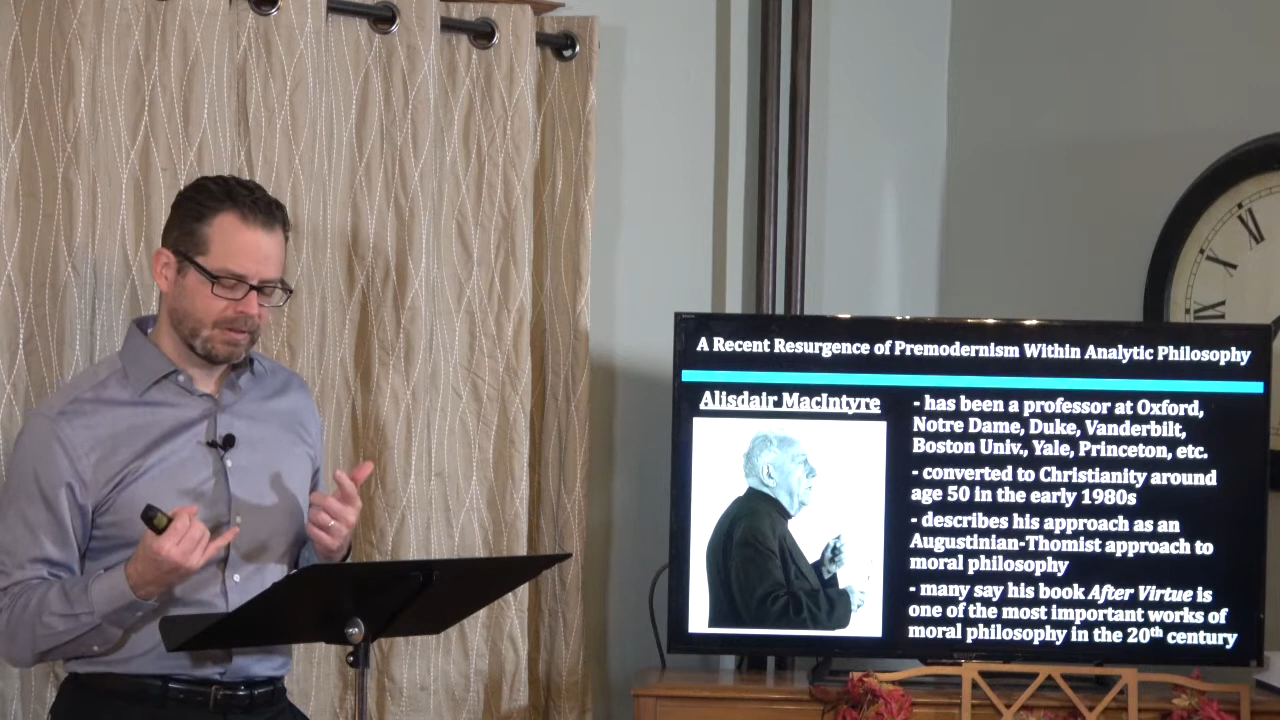 A Recent Resurgence of Premodernism Within Analytic Philosophy
Alisdair MacIntyre
- has been a professor at Oxford,
Notre Dame, Duke, Vanderbilt,
Boston Univ., Yale, Princeton, etc.
- converted to Christianity around
age 50 in the early 1980s
- describes his approach as an
Augustinian-Thomist approach to
moral philosophy
- many say his book After Virtue is
one of the most important works of
moral philosophy in the 20th century
XI
X
IX